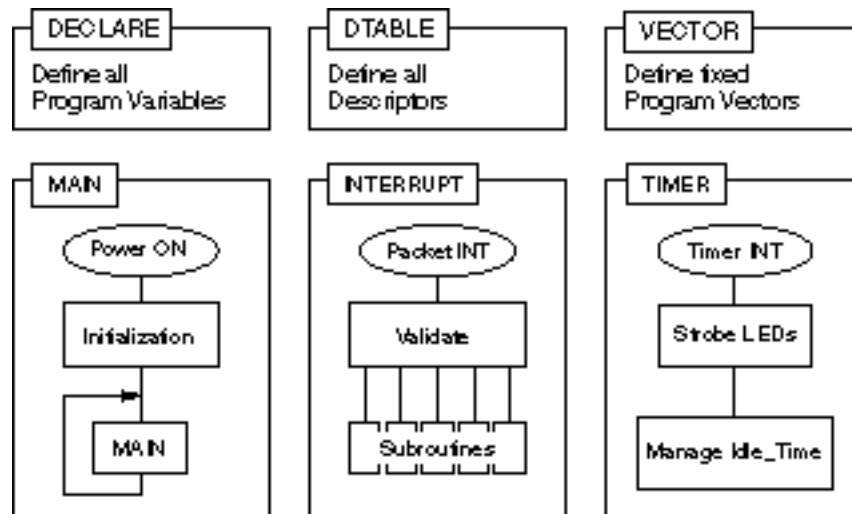 DECLARE
Define all
Program Variables
DTABLE
Define all
Descriptors
VECTOR
Define fixed
Program Vectors
MAIN
Power ON
Initialization
MAIN
INTERRUPT
Packet INT
Validate
Subroutines
TIMER
Timer INT
Strobe LEDs
Manage Idle_Time